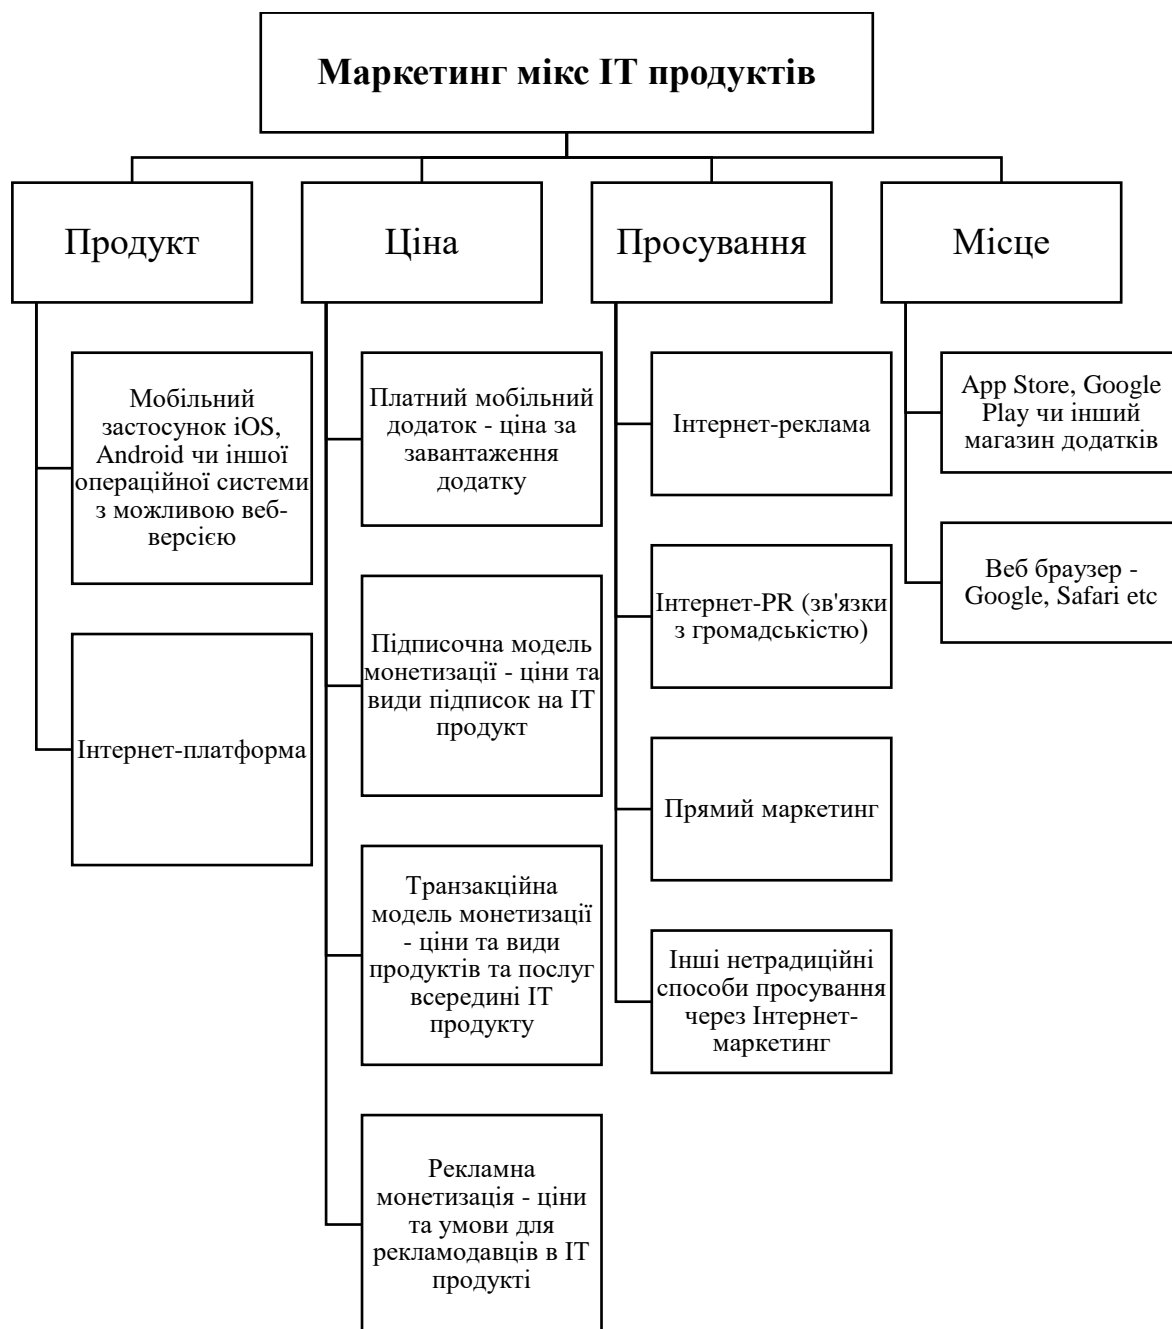 Маркетинг мікс ІТ продуктів
Продукт
Мобільний
застосунок iOS,
Android чи іншої
операційної системи
з можливою веб-
версією
Інтернет-платформа
Ціна
Платний мобільний
додаток - ціна за
завантаження
додатку
Підписочна модель
монетизації - ціни та
види підписок на ІТ
продукт
Транзакційна
модель монетизації
- ціни та види
продуктів та послуг
всередині ІТ
продукту
Рекламна
монетизація - ціни
та умови для
рекламодавців в ІТ
продукті
Просування
Інтернет-реклама
Інтернет-PR (зв'язки
з громадськістю)
Прямий маркетинг
Інші нетрадиційні
способи просування
через Інтернет-
маркетинг
Місце
App Store, Google
Play чи інший
магазин додатків
Веб браузер -
Google, Safari etc